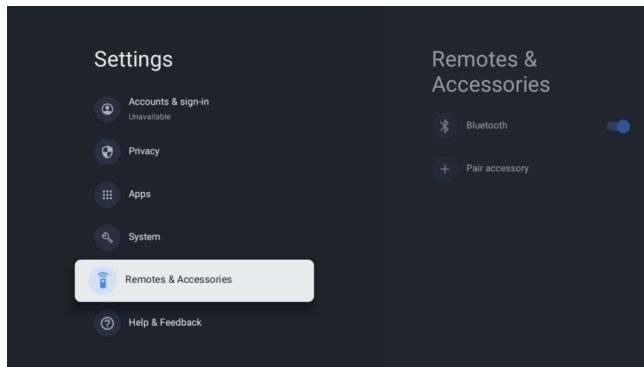 Settings
Accounts & sign-in
Unavailable
Privacy
Apps
System
Remotes & Accessories
Help & Feedback
Remotes &
Accessories
Bluetooth
Pair accessory